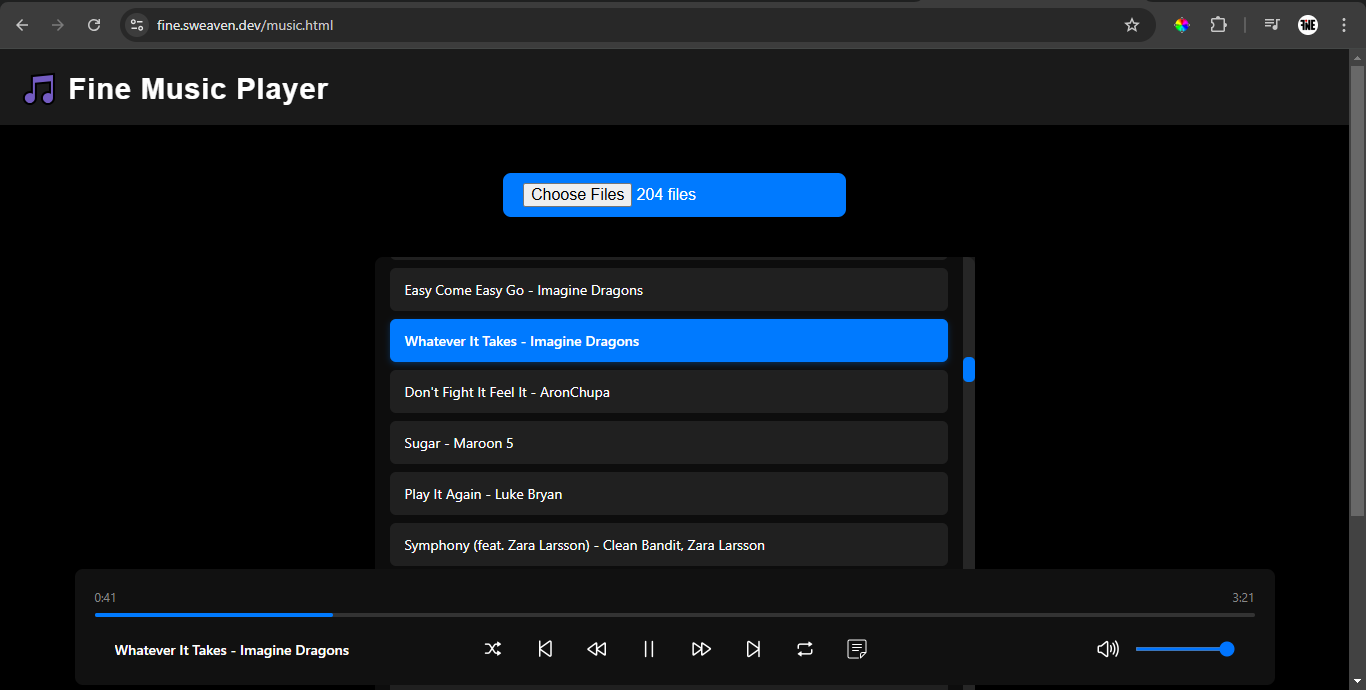 fine.sweaven.dev/music.html
FINE
Fine Music Player
Choose Files 204 files
Easy Come Easy Go - Imagine Dragons
Whatever It Takes - Imagine Dragons
Don't Fight It Feel It - AronChupa
Sugar - Maroon 5
Play It Again - Luke Bryan
Symphony (feat. Zara Larsson) - Clean Bandit, Zara Larsson
0:41
3:21
Whatever It Takes - Imagine Dragons